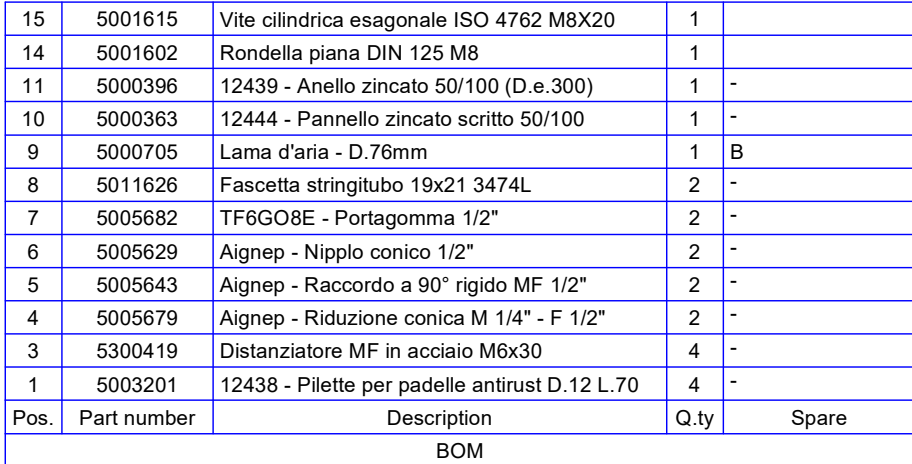 15 5001615 Vite cilindrica esagonale ISO 4762 M8X20 1
14 5001602 Rondella piana DIN 125 M8 1
11 5000396 12439 - Anello zincato 50/100 (D.e.300) 1 -
10 5000363 12444 - Pannello zincato scritto 50/100 1 -
9 5000705 Lama d'aria - D.76mm 1 B
8 5011626 Fascetta stringitubo 19x21 3474L 2 -
7 5005682 TF6GO8E - Portagomma 1/2" 2 -
6 5005629 Aignep - Nipplo conico 1/2" 2 -
5 5005643 Aignep - Raccordo a 90° rigido MF 1/2" 2 -
4 5005679 Aignep - Riduzione conica M 1/4" - F 1/2" 2 -
3 5300419 Distanziatore MF in acciaio M6x30 4 -
1 5003201 12438 - Pilette per padelle antirust D.12 L.70 4 -
Pos. Part number Description Q.ty Spare
BOM